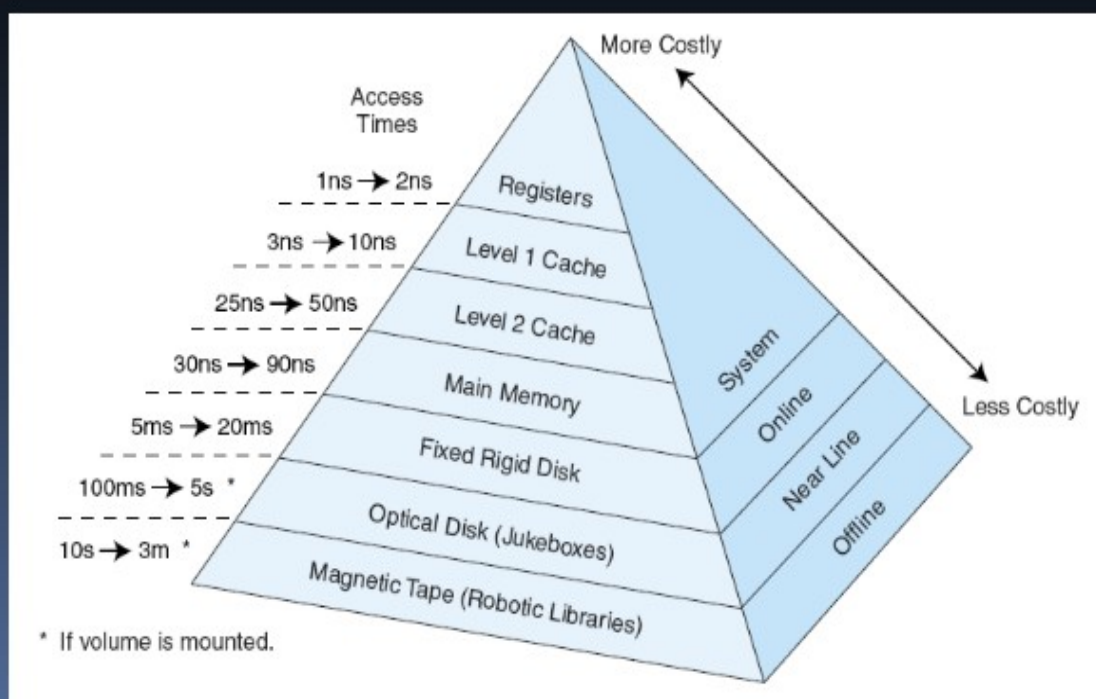 More Costly
Access
Times
1ns → 2ns
Registers
3ns → 10ns
Level 1 Cache
25ns → 50ns
Level 2 Cache
System
30ns → 90ns
Main Memory
Online
Less Costly
5ms → 20ms
Fixed Rigid Disk
Near Line
100ms → 5s *
Optical Disk (Jukeboxes)
Offline
10s → 3m *
Magnetic Tape (Robotic Libraries)
* If volume is mounted.